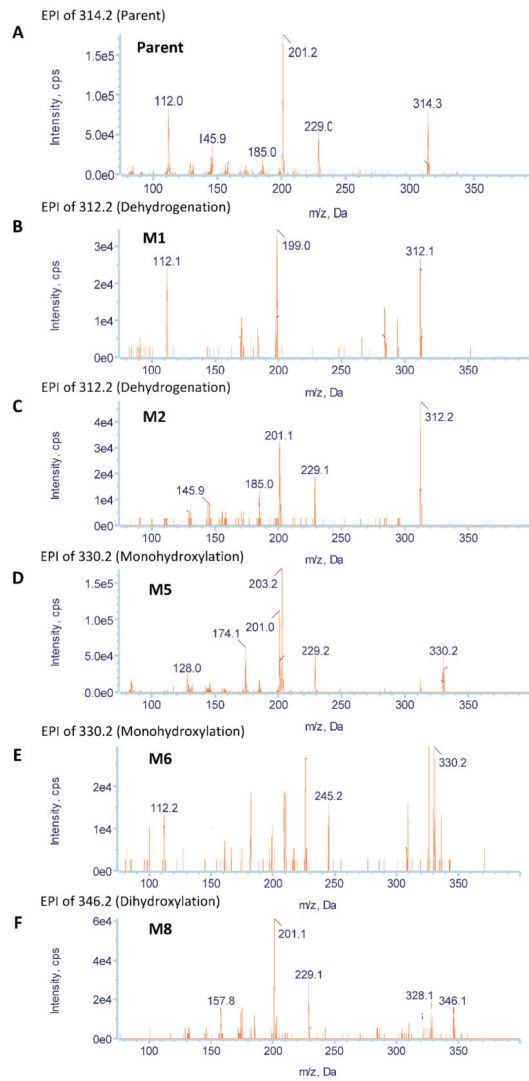 EPI of 314.2 (Parent)
A
Parent
Intensity, cps
1.5e5
1.0e5
5.0e4
0.0e0
112.0
145.9
185.0
201.2
229.0
314.3
100 150 200 250 300 350
m/z, Da
EPI of 312.2 (Dehydrogenation)
B
M1
Intensity, cps
3e4
2e4
1e4
0e0
112.1
199.0
312.1
100 150 200 250 300 350
m/z, Da
EPI of 312.2 (Dehydrogenation)
C
M2
Intensity, cps
4e4
3e4
2e4
1e4
0e0
145.9
185.0
201.1
229.1
312.2
100 150 200 250 300 350
m/z, Da
EPI of 330.2 (Monohydroxylation)
D
M5
Intensity, cps
1.5e5
1.0e5
5.0e4
0.0e0
128.0
174.1
201.0
203.2
229.2
330.2
100 150 200 250 300 350
m/z, Da
EPI of 330.2 (Monohydroxylation)
E
M6
Intensity, cps
2e4
1e4
0e0
112.2
245.2
330.2
100 150 200 250 300 350
m/z, Da
EPI of 346.2 (Dihydroxylation)
F
M8
Intensity, cps
6e4
4e4
2e4
0e0
157.8
201.1
229.1
328.1
346.1
100 150 200 250 300 350
m/z, Da